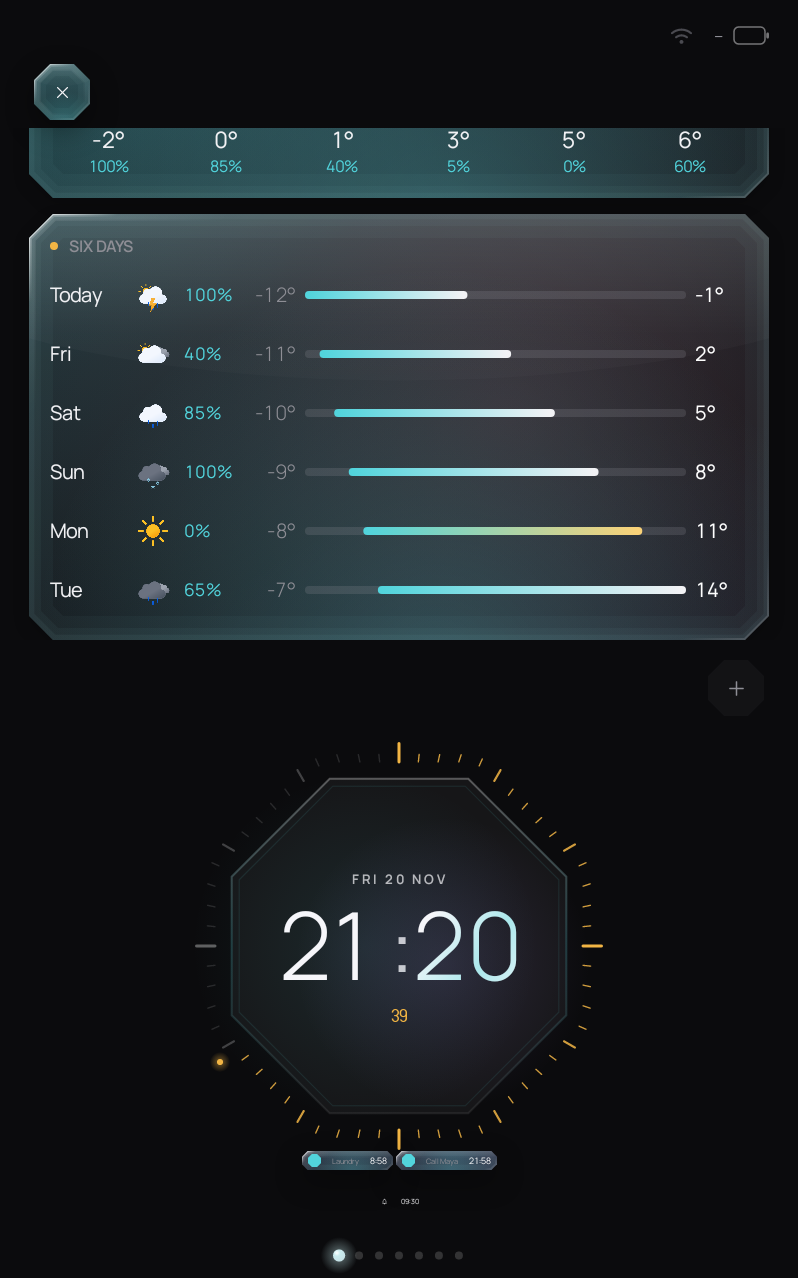 –
-2° 0° 1° 3° 5° 6°
100% 85% 40% 5% 0% 60%
SIX DAYS
Today 100% -12° -1°
Fri 40% -11° 2°
Sat 85% -10° 5°
Sun 100% -9° 8°
Mon 0% -8° 11°
Tue 65% -7° 14°
FRI 20 NOV
21:20
39
Laundry 8:58 Call Maya 21:58
09:30